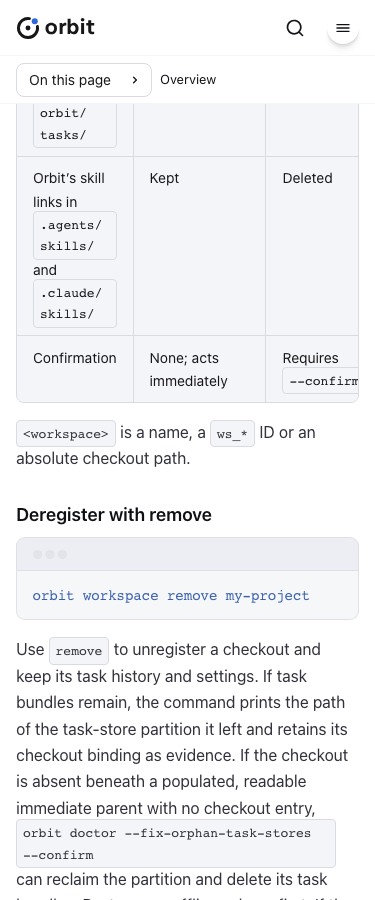 orbit
On this page
Overview
orbit/
tasks/
Orbit's skill
links in
.agents/
skills/
and
.claude/
skills/
Kept
Deleted
Confirmation
None; acts
immediately
Requires
--confirm
<workspace> is a name, a ws_* ID or an
absolute checkout path.
Deregister with remove
orbit workspace remove my-project
Use remove to unregister a checkout and
keep its task history and settings. If task
bundles remain, the command prints the path
of the task-store partition it left and retains its
checkout binding as evidence. If the checkout
is absent beneath a populated, readable
immediate parent with no checkout entry,
orbit doctor --fix-orphan-task-stores
--confirm
can reclaim the partition and delete its task